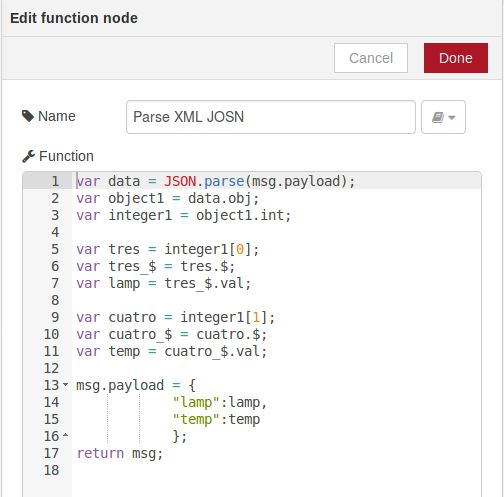 Edit function node
Cancel Done
Name Parse XML JOSN
Function
1 var data = JSON.parse(msg.payload);
2 var object1 = data.obj;
3 var integer1 = object1.int;
4
5 var tres = integer1[0];
6 var tres_$ = tres.$;
7 var lamp = tres_$.val;
8
9 var cuatro = integer1[1];
10 var cuatro_$ = cuatro.$;
11 var temp = cuatro_$.val;
12
13 msg.payload = {
14 "lamp":lamp,
15 "temp":temp
16 };
17 return msg;
18